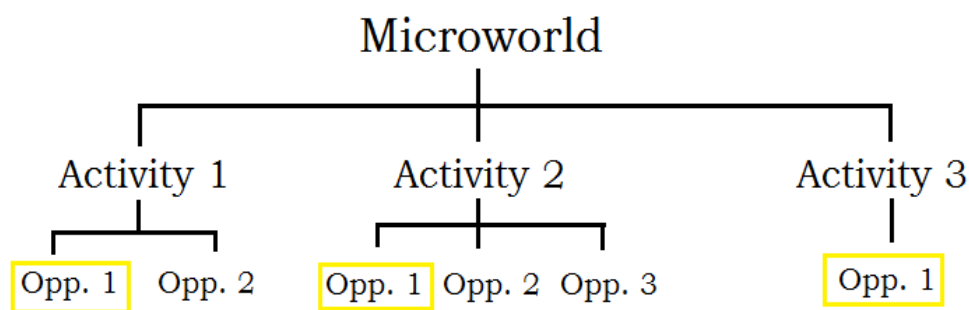 Microworld
Activity 1 Activity 2 Activity 3
Opp. 1 Opp. 2 Opp. 1 Opp. 2 Opp. 3 Opp. 1